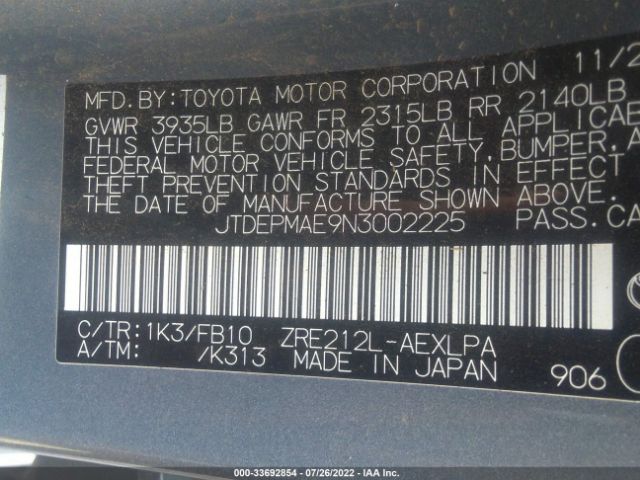 MFD. BY: TOYOTA MOTOR CORPORATION 11/2
GVWR 3935LB GAWR FR 2315LB RR 2140LB
THIS VEHICLE CONFORMS TO ALL APPLICAB
FEDERAL MOTOR VEHICLE SAFETY, BUMPER, A
THEFT PREVENTION STANDARDS IN EFFECT
THE DATE OF MANUFACTURE SHOWN ABOVE.
JTDEPMAE9N3002225 PASS. CA
C/TR: 1K3/FB10 ZRE212L-AEXLPA
A/TM: /K313 MADE IN JAPAN 906
000-33692854 / 07/26/2022 - IAA Inc.